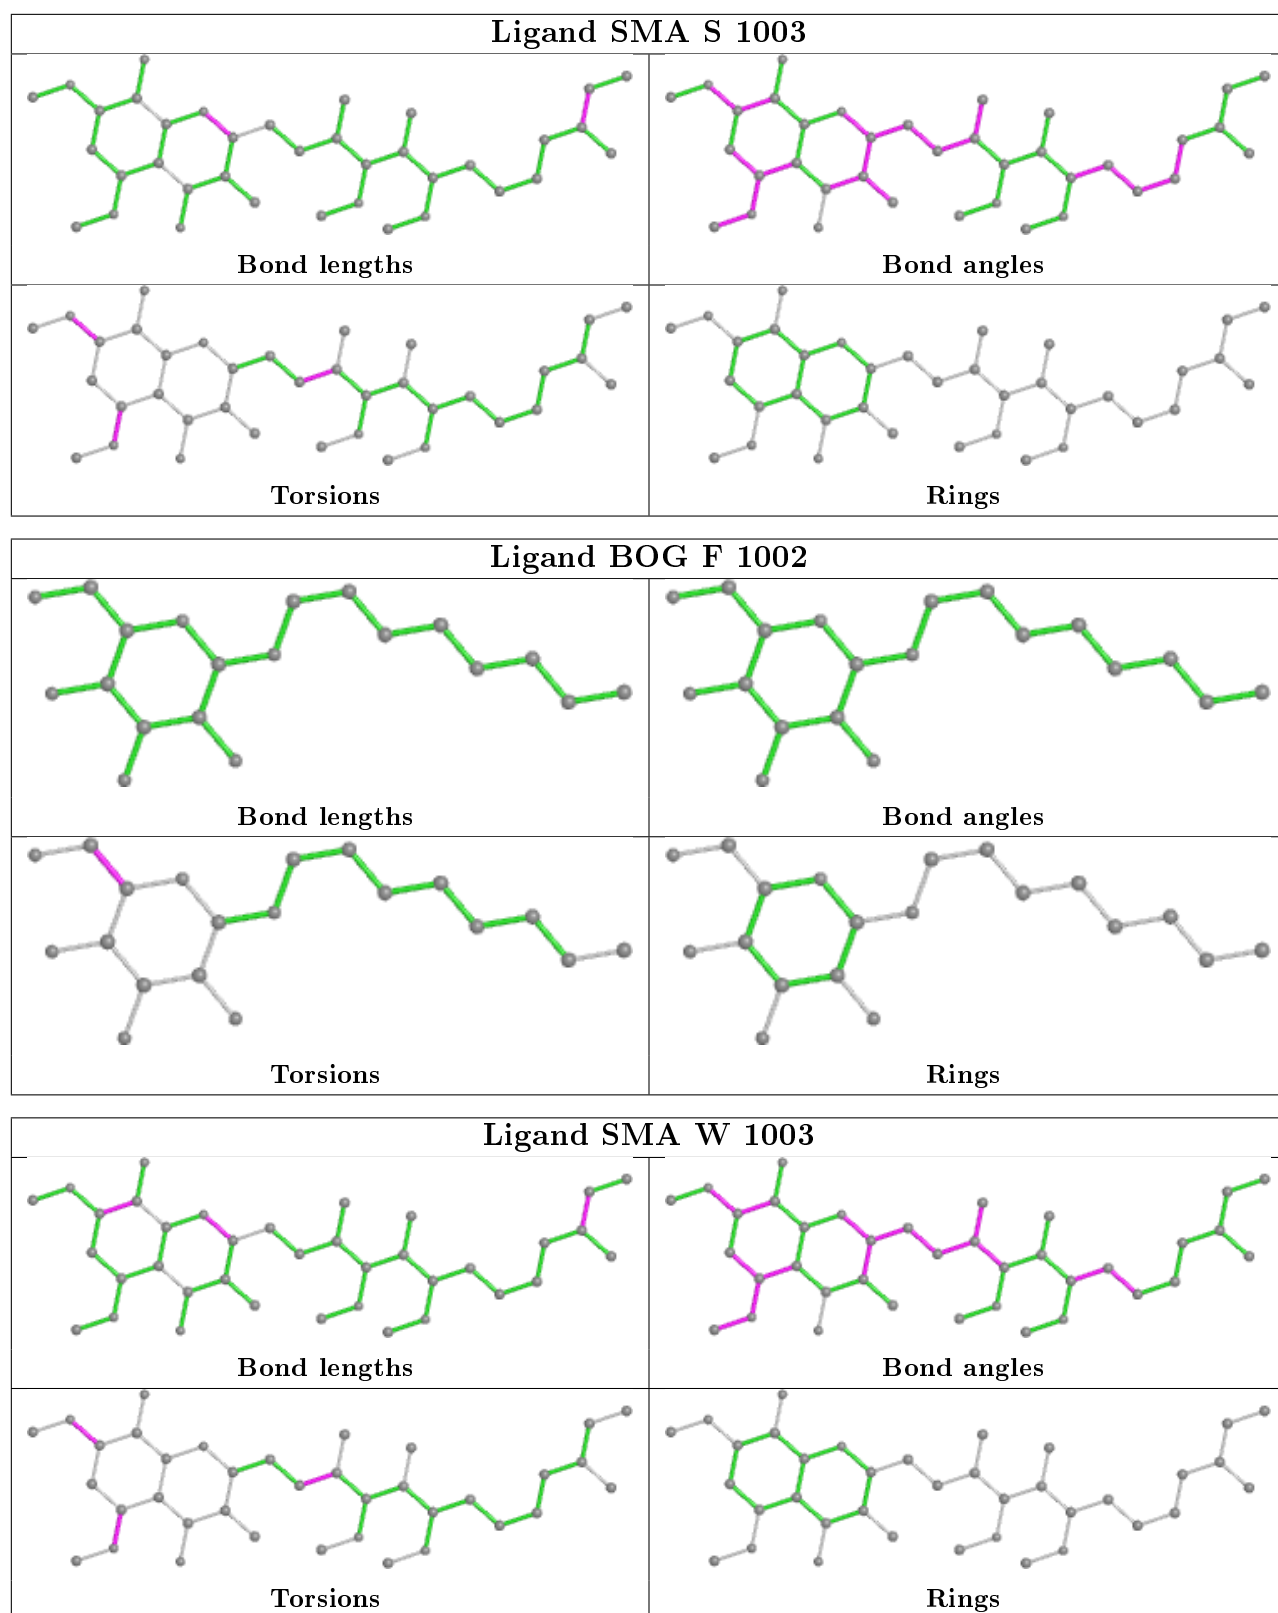 Ligand SMA S 1003
Bond lengths
Bond angles
Torsions
Rings
Ligand BOG F 1002
Bond lengths
Bond angles
Torsions
Rings
Ligand SMA W 1003
Bond lengths
Bond angles
Torsions
Rings